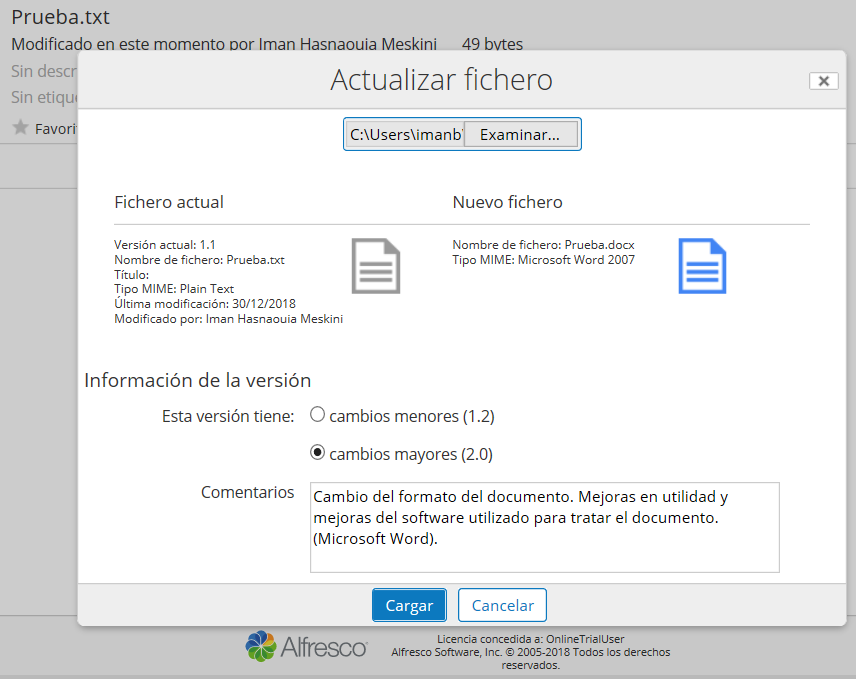 Prueba.txt
Modificado en este momento por Iman Hasnaouia Meskini 49 bytes
Sin descr
Sin etique
Favori
Actualizar fichero
C:\Users\imanb\ Examinar...
Fichero actual
Nuevo fichero
Versión actual: 1.1
Nombre de fichero: Prueba.txt
Título:
Tipo MIME: Plain Text
Última modificación: 30/12/2018
Modificado por: Iman Hasnaouia Meskini
Nombre de fichero: Prueba.docx
Tipo MIME: Microsoft Word 2007
Información de la versión
Esta versión tiene: cambios menores (1.2)
cambios mayores (2.0)
Comentarios
Cambio del formato del documento. Mejoras en utilidad y
mejoras del software utilizado para tratar el documento.
(Microsoft Word).
Cargar Cancelar
Alfresco
Licencia concedida a: OnlineTrialUser
Alfresco Software, Inc. © 2005-2018 Todos los derechos
reservados.